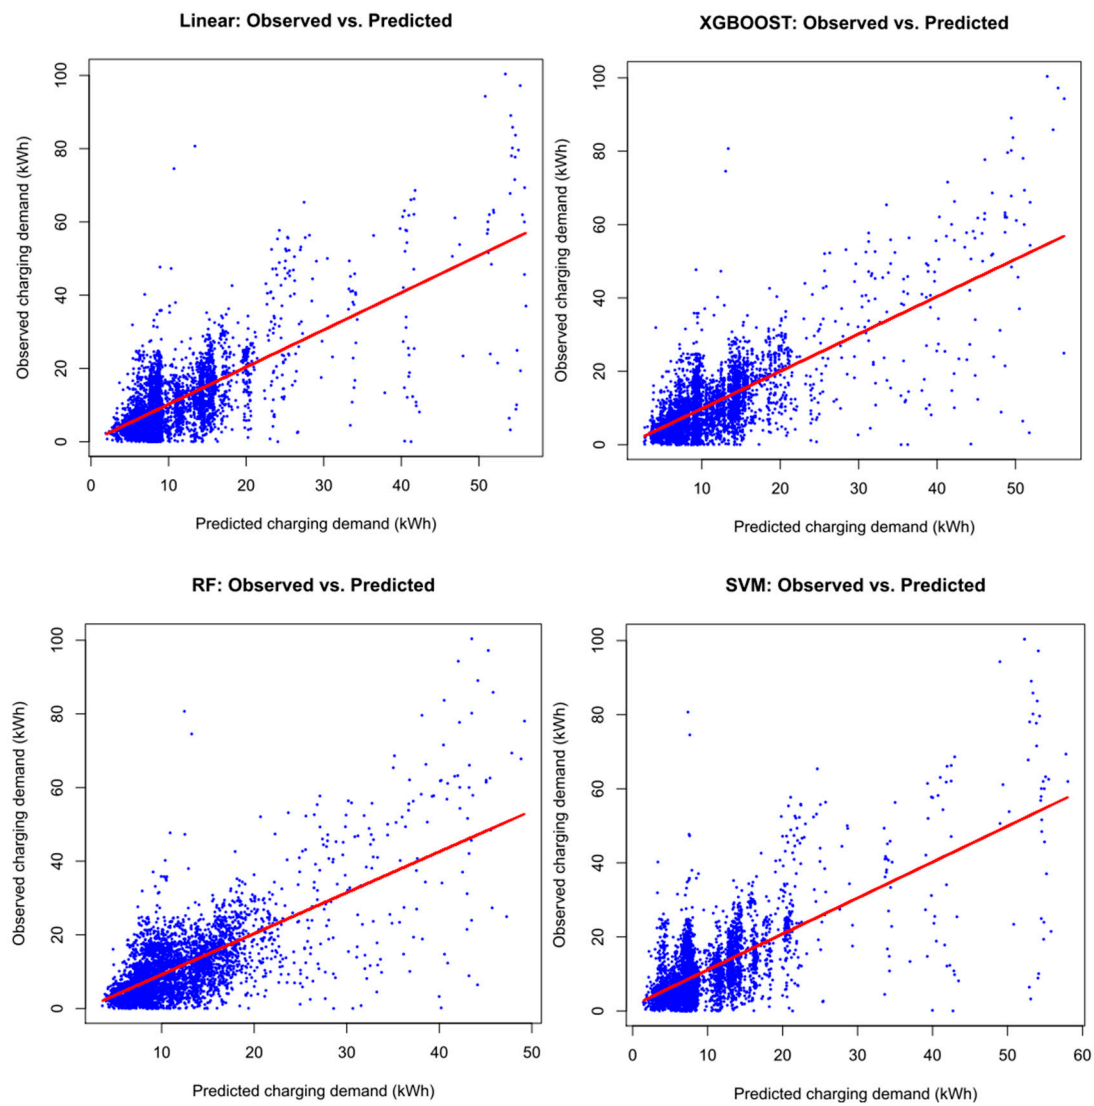 Linear: Observed vs. Predicted
Observed charging demand (kWh)
100
80
60
40
20
0
0 10 20 30 40 50
Predicted charging demand (kWh)
XGBOOST: Observed vs. Predicted
Observed charging demand (kWh)
100
80
60
40
20
0
10 20 30 40 50
Predicted charging demand (kWh)
RF: Observed vs. Predicted
Observed charging demand (kWh)
100
80
60
40
20
0
10 20 30 40 50
Predicted charging demand (kWh)
SVM: Observed vs. Predicted
Observed charging demand (kWh)
100
80
60
40
20
0
0 10 20 30 40 50 60
Predicted charging demand (kWh)